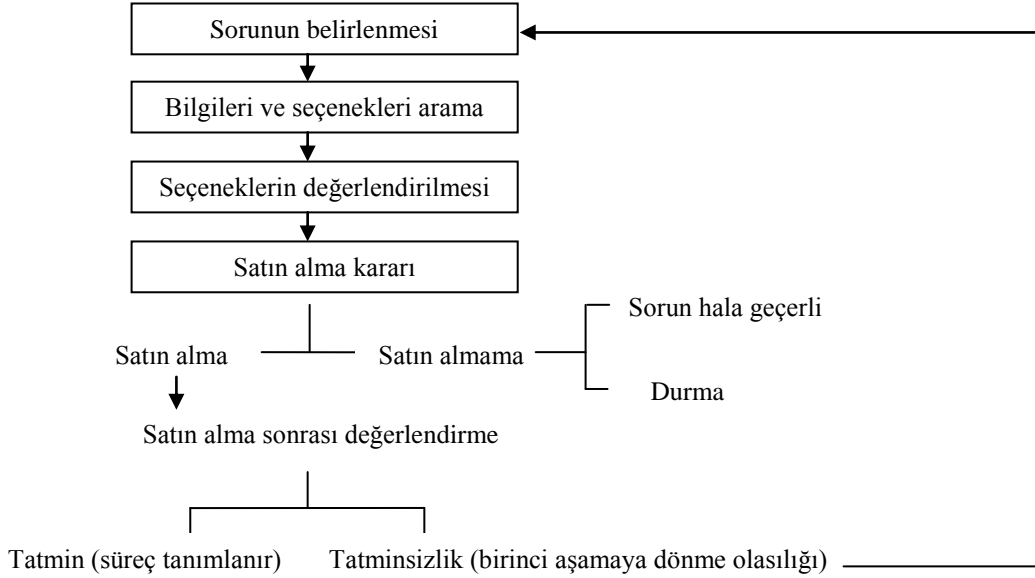 Sorunun belirlenmesi
Bilgileri ve seçenekleri arama
Seçeneklerin değerlendirilmesi
Satın alma kararı
Sorun hala geçerli
Satın alma
Satın almama
Durma
Satın alma sonrası değerlendirme
Tatmin (süreç tanımlanır)
Tatminsizlik (birinci aşamaya dönme olasılığı)